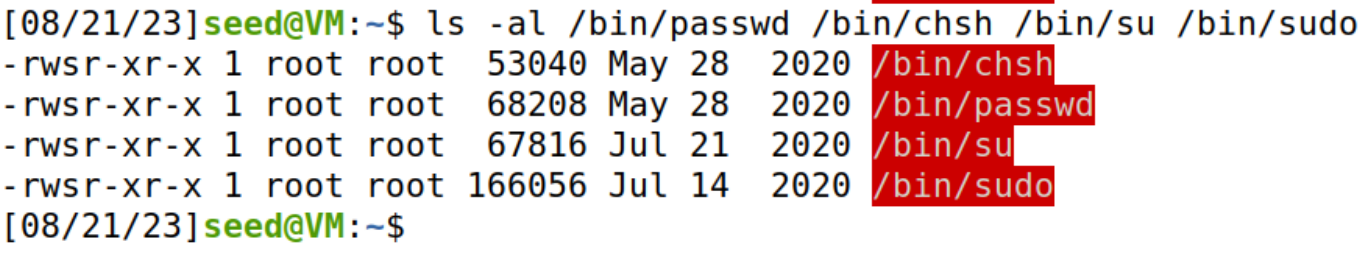 [08/21/23]seed@VM:~$ ls -al /bin/passwd /bin/chsh /bin/su /bin/sudo
-rwsr-xr-x 1 root root  53040 May 28  2020 /bin/chsh
-rwsr-xr-x 1 root root  68208 May 28  2020 /bin/passwd
-rwsr-xr-x 1 root root  67816 Jul 21  2020 /bin/su
-rwsr-xr-x 1 root root 166056 Jul 14  2020 /bin/sudo
[08/21/23]seed@VM:~$